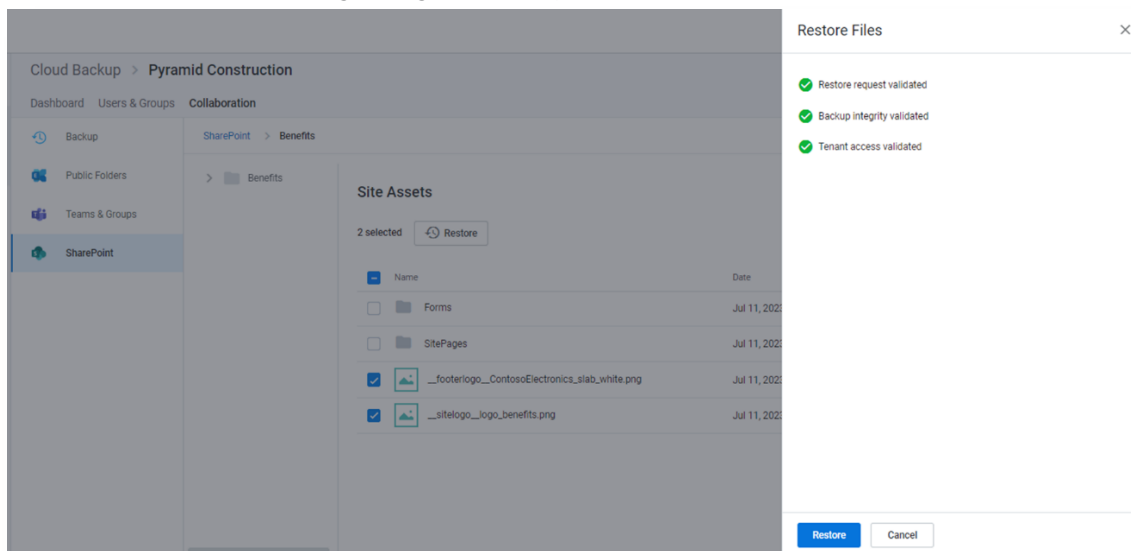 Restore Files
Cloud Backup > Pyramid Construction
Dashboard Users & Groups Collaboration
Backup
Public Folders
Teams & Groups
SharePoint
SharePoint > Benefits
Benefits
Site Assets
2 selected Restore
Name Date
Forms Jul 11, 202
SitePages Jul 11, 202
__footerlogo__ContosoElectronics_slab_white.png Jul 11, 202
__sitelogo__logo_benefits.png Jul 11, 202
Restore request validated
Backup integrity validated
Tenant access validated
Restore Cancel